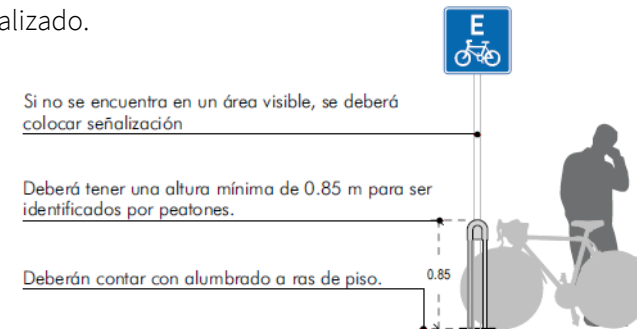 alizado.
E
Si no se encuentra en un área visible, se deberá
colocar señalización
Deberá tener una altura mínima de 0.85 m para ser
identificados por peatones.
0.85
Deberán contar con alumbrado a ras de piso.